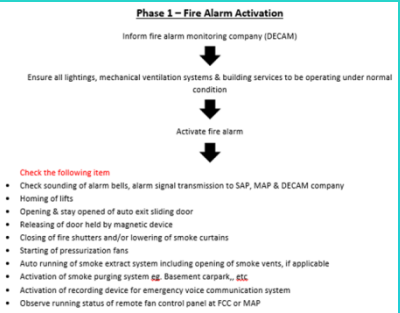 Phase 1 – Fire Alarm Activation
Inform fire alarm monitoring company (DECAM)
Ensure all lightings, mechanical ventilation systems & building services to be operating under normal
condition
Activate fire alarm
Check the following item
• Check sounding of alarm bells, alarm signal transmission to SAP, MAP & DECAM company
• Homing of lifts
• Opening & stay opened of auto exit sliding door
• Releasing of door held by magnetic device
• Closing of fire shutters and/or lowering of smoke curtains
• Starting of pressurization fans
• Auto running of smoke extract system including opening of smoke vents, if applicable
• Activation of smoke purging system eg. Basement carpark,, etc
• Activation of recording device for emergency voice communication system
• Observe running status of remote fan control panel at FCC or MAP